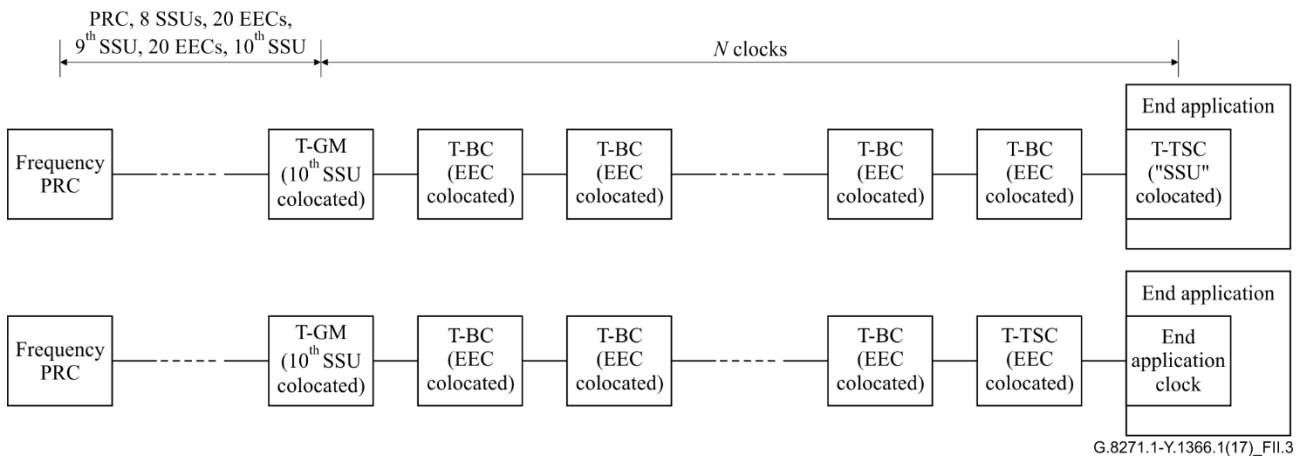 PRC, 8 SSUs, 20 EECs,
9th SSU, 20 EECs, 10th SSU
N clocks
End application
Frequency
PRC
T-GM
(10th SSU
colocated)
T-BC
(EEC
colocated)
T-BC
(EEC
colocated)
T-BC
(EEC
colocated)
T-BC
(EEC
colocated)
T-TSC
("SSU"
colocated)
End application
Frequency
PRC
T-GM
(10th SSU
colocated)
T-BC
(EEC
colocated)
T-BC
(EEC
colocated)
T-BC
(EEC
colocated)
T-TSC
(EEC
colocated)
End
application
clock
G.8271.1-Y.1366.1(17)_FII.3